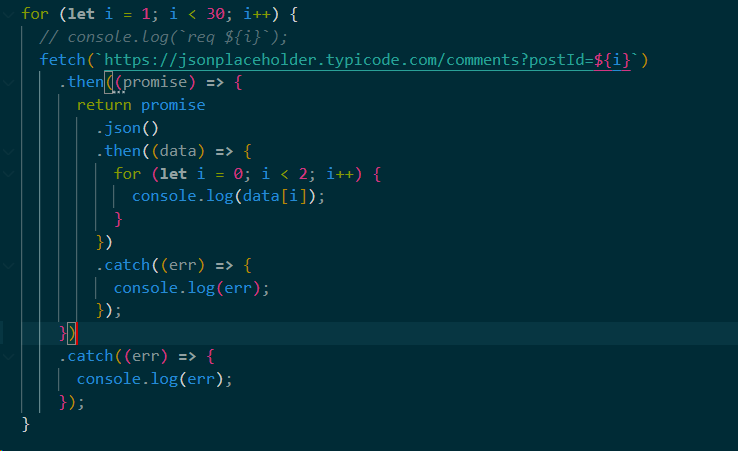 for (let i = 1; i < 30; i++) {
  // console.log(`req ${i}`);
  fetch(`https://jsonplaceholder.typicode.com/comments?postId=${i}`)
    .then((promise) => {
      return promise
        .json()
        .then((data) => {
          for (let i = 0; i < 2; i++) {
            console.log(data[i]);
          }
        })
        .catch((err) => {
          console.log(err);
        });
    })
    .catch((err) => {
      console.log(err);
    });
}